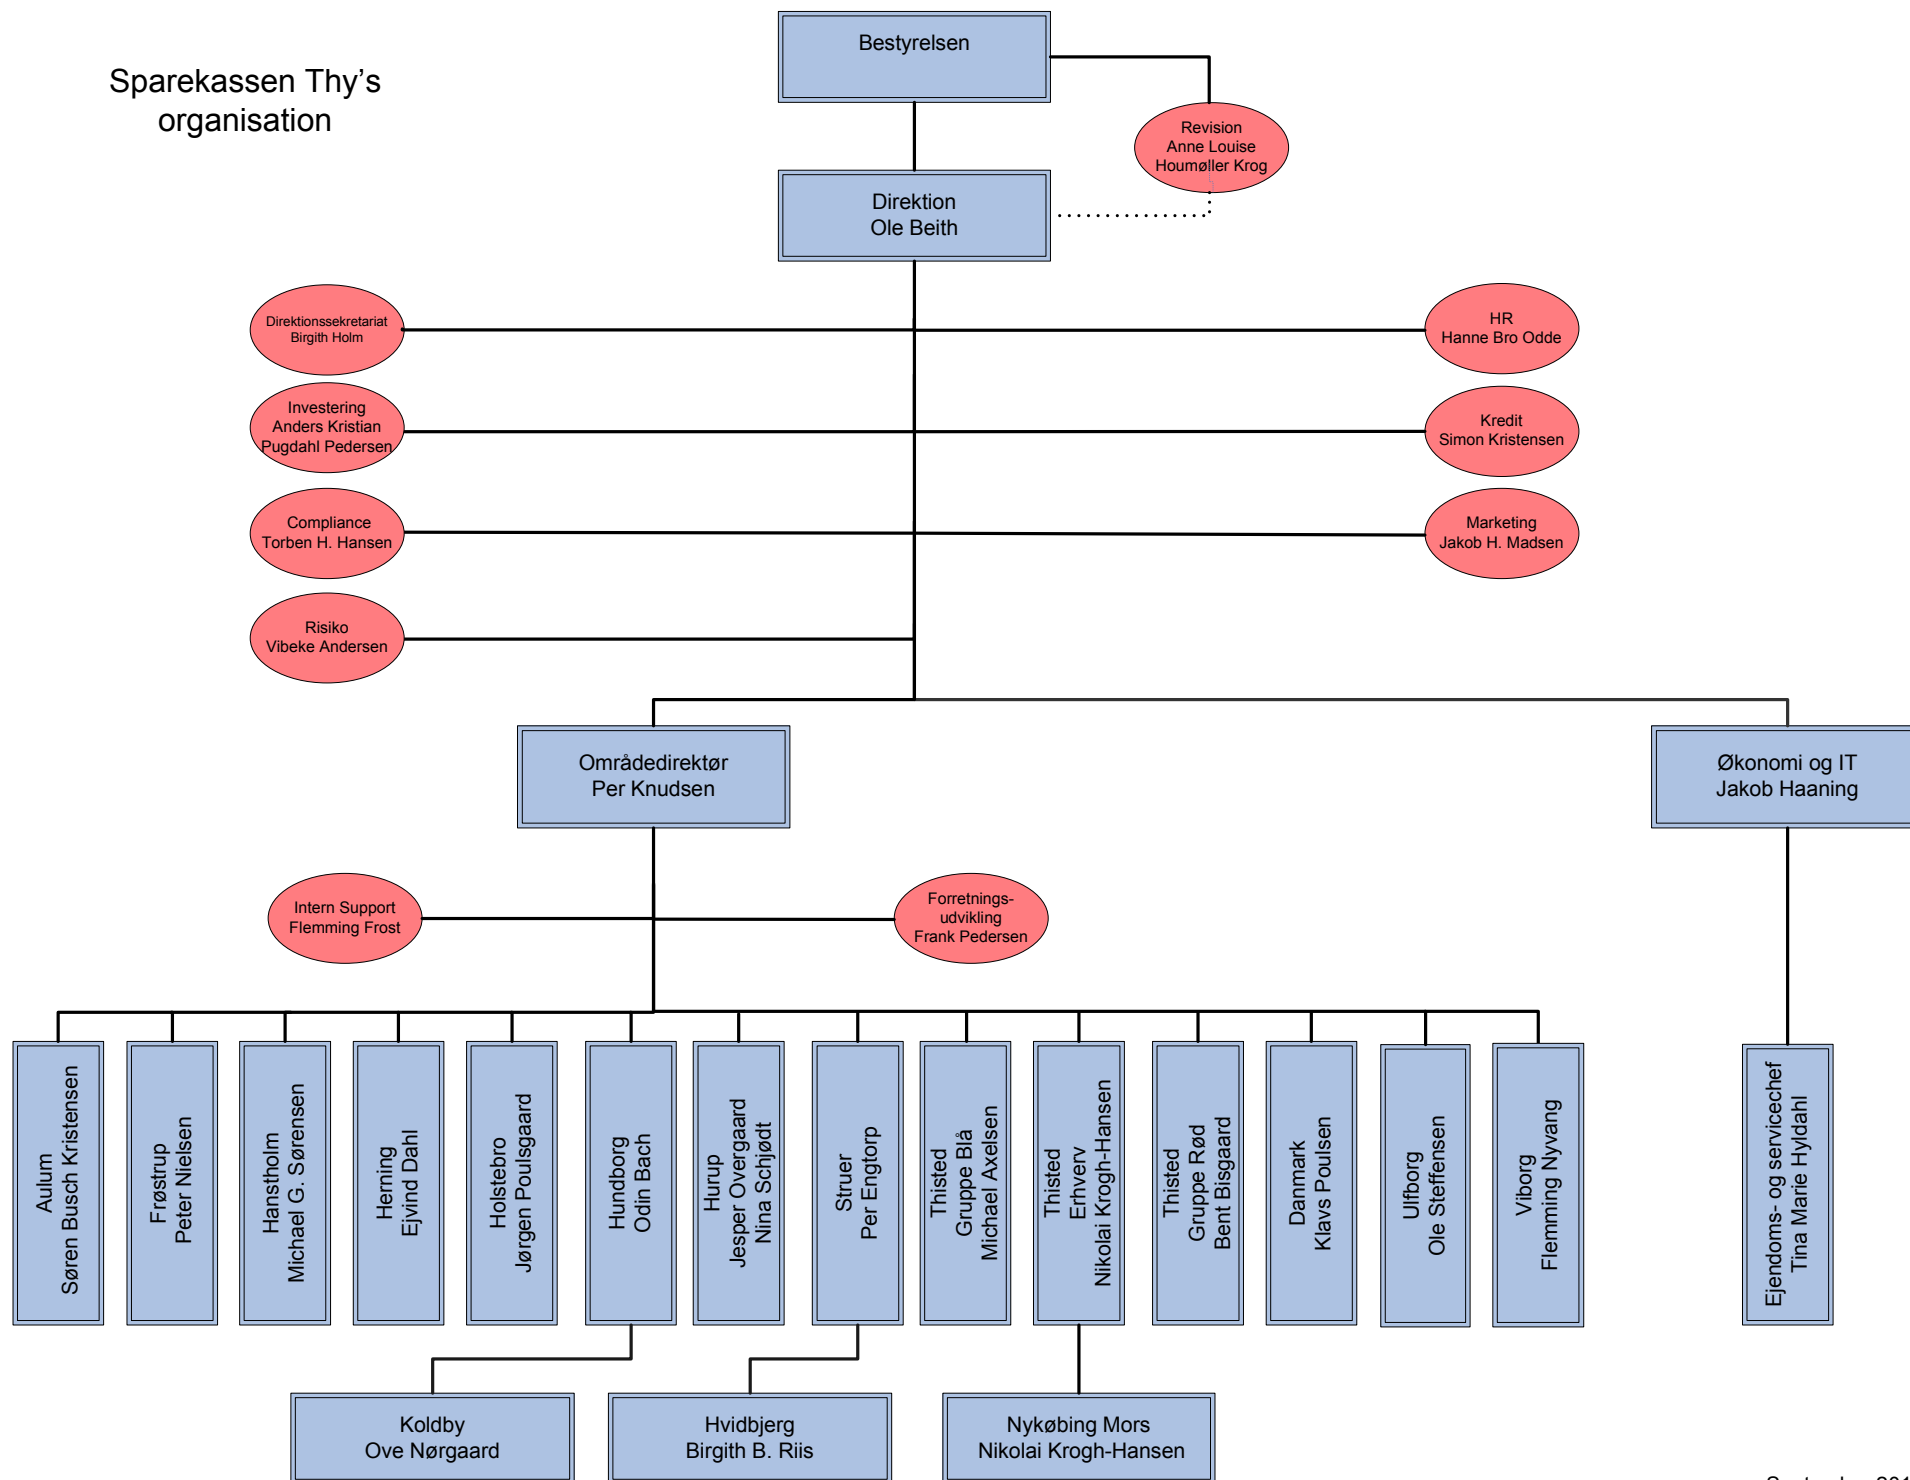 Sparekassen Thy's
organisation
Bestyrelsen
Revision
Anne Louise
Houmøller Krog
Direktion
Ole Beith
Direktionssekretariat
Birgith Holm
HR
Hanne Bro Odde
Investering
Anders Kristian
Pugdahl Pedersen
Kredit
Simon Kristensen
Compliance
Torben H. Hansen
Marketing
Jakob H. Madsen
Risiko
Vibeke Andersen
Områdedirektør
Per Knudsen
Økonomi og IT
Jakob Haaning
Intern Support
Flemming Frost
Forretnings-
udvikling
Frank Pedersen
Aulum
Søren Busch Kristensen
Frøstrup
Peter Nielsen
Hanstholm
Michael G. Sørensen
Herning
Ejvind Dahl
Holstebro
Jørgen Poulsgaard
Hundborg
Odin Bach
Hurup
Jesper Overgaard
Nina Schjødt
Struer
Per Engtorp
Thisted
Gruppe Blå
Michael Axelsen
Thisted
Erhverv
Nikolai Krogh-Hansen
Thisted
Gruppe Rød
Bent Bisgaard
Danmark
Klavs Poulsen
Ulfborg
Ole Steffensen
Viborg
Flemming Nyvang
Ejendoms- og servicechef
Tina Marie Hyldahl
Koldby
Ove Nørgaard
Hvidbjerg
Birgith B. Riis
Nykøbing Mors
Nikolai Krogh-Hansen